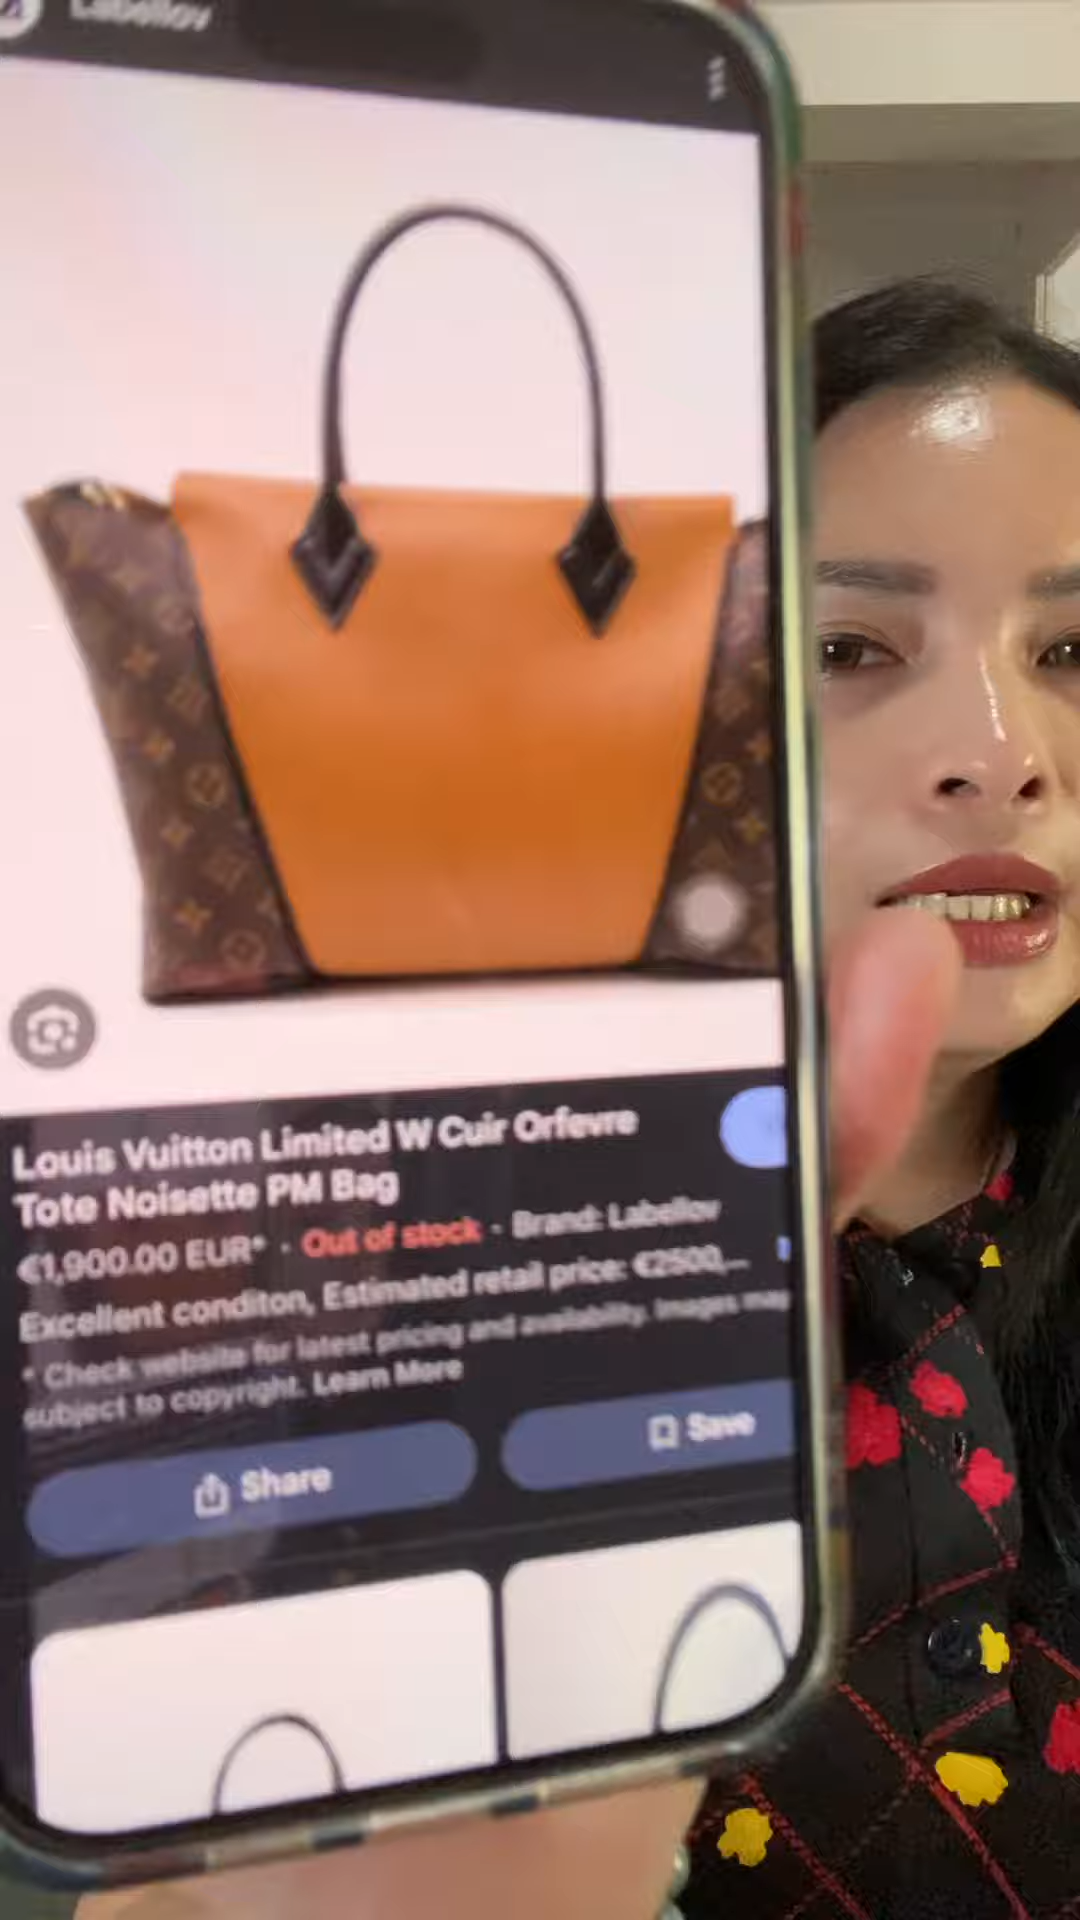 Labellov
Louis Vuitton Limited W Cuir Orfevre
Tote Noisette PM Bag
€1,900.00 EUR* · Out of stock · Brand: Labellov
Excellent conditon, Estimated retail price: €2500,...
* Check website for latest pricing and availability. Images may
subject to copyright. Learn More
Share
Save